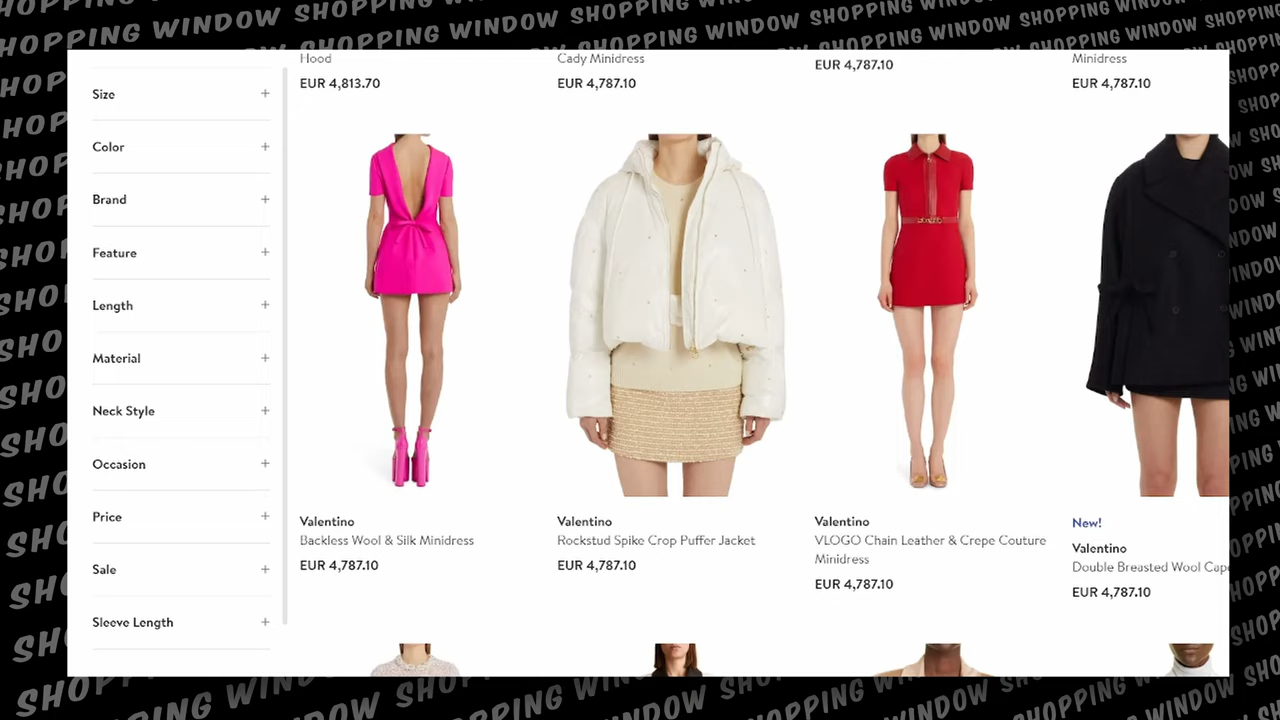 SHOPPING WINDOW SHOPPING WINDOW SHOPPING WINDOW SHOPPING WINDOW
Hood
EUR 4,813.70
Cady Minidress
EUR 4,787.10
EUR 4,787.10
Minidress
EUR 4,787.10
Size +
Color +
Brand +
Feature +
Length +
Material +
Neck Style +
Occasion +
Price +
Sale +
Sleeve Length +
Valentino
Backless Wool & Silk Minidress
EUR 4,787.10
Valentino
Rockstud Spike Crop Puffer Jacket
EUR 4,787.10
Valentino
VLOGO Chain Leather & Crepe Couture
Minidress
EUR 4,787.10
New!
Valentino
Double Breasted Wool Cape
EUR 4,787.10
SHOPPING WINDOW SHOPPING WINDOW SHOPPING WINDOW SHOPPING WINDOW